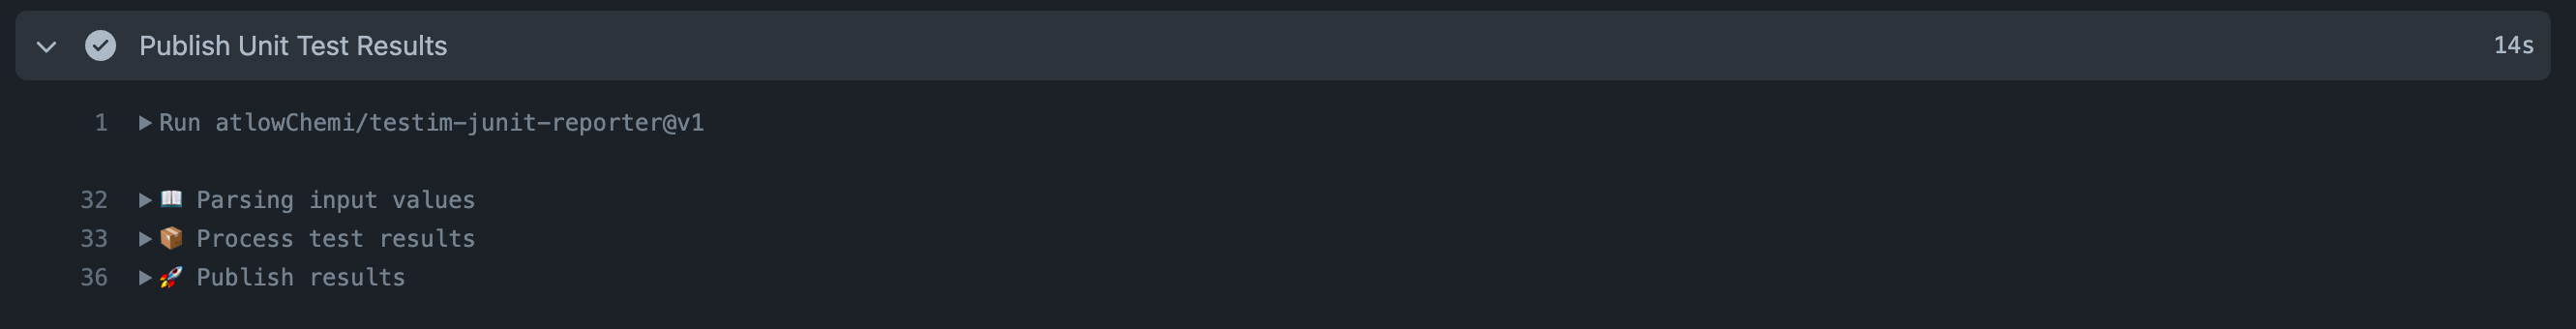 Publish Unit Test Results 14s
1 Run atlowChemi/testim-junit-reporter@v1
32 Parsing input values
33 Process test results
36 Publish results